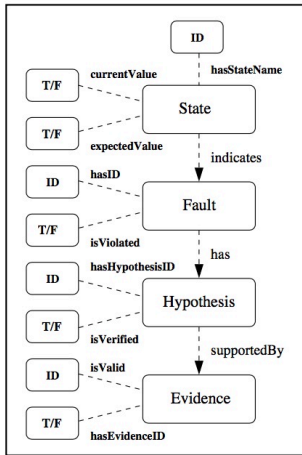 ID
hasStateName
currentValue
T/F
State
T/F
expectedValue
indicates
hasID
ID
Fault
T/F
isViolated
has
hasHypothesisID
ID
Hypothesis
T/F
isVerified
supportedBy
isValid
ID
Evidence
T/F
hasEvidenceID